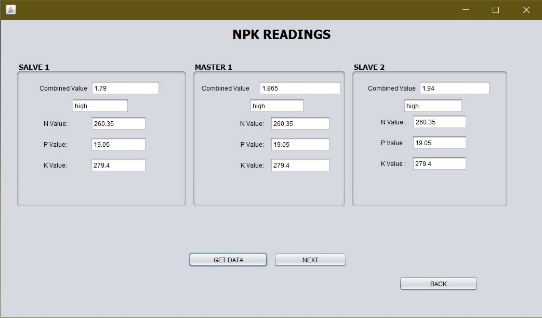 NPK READINGS
SALVE 1
Combined Value 1.79
high
N Value: 260.35
P Value: 19.05
K Value: 279.4
MASTER 1
Combined Value 1.865
high
N Value: 260.35
P Value: 19.05
K Value: 279.4
SLAVE 2
Combined Value 1.94
high
N Value: 260.35
P Value 19.05
K Value : 279.4
GET DATA
NEXT
BACK